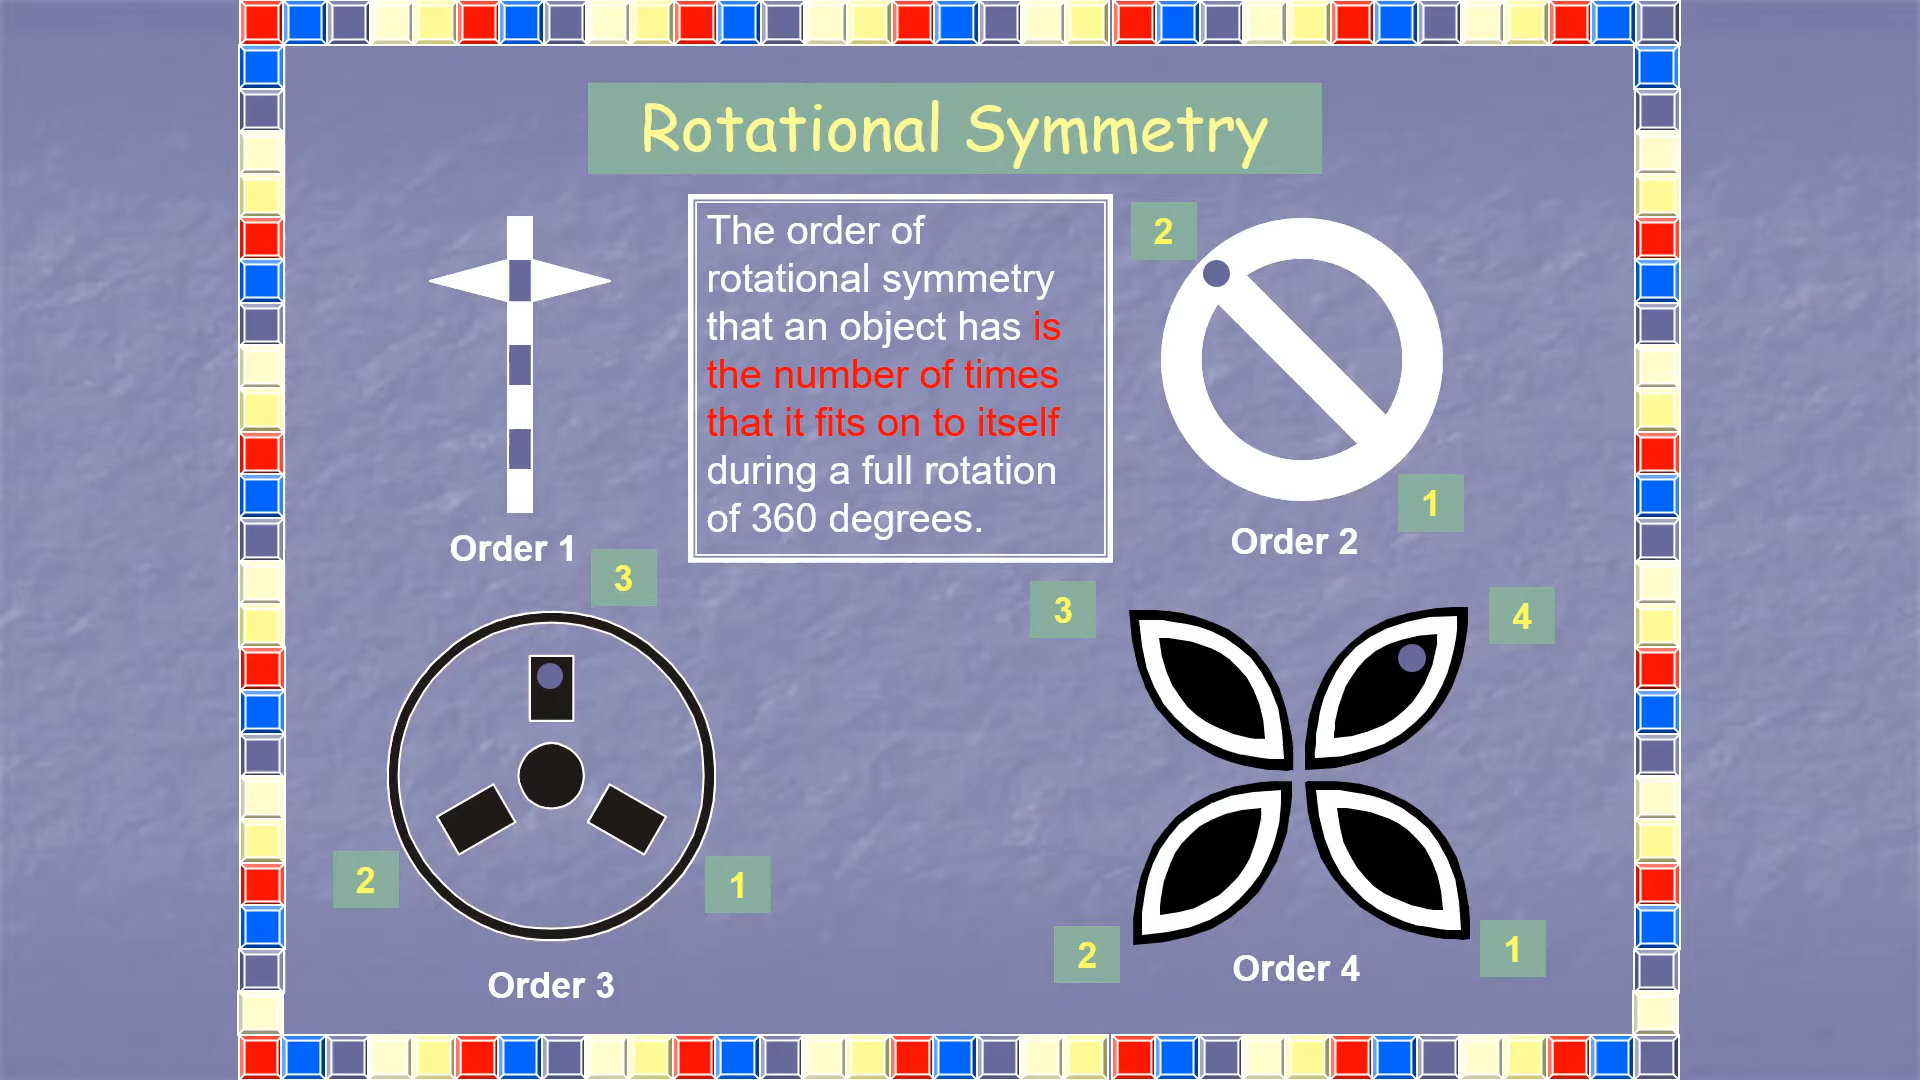 Rotational Symmetry
The order of
rotational symmetry
that an object has is
the number of times
that it fits on to itself
during a full rotation
of 360 degrees.
Order 1
2
1
Order 2
3
2
1
Order 3
3
4
2
1
Order 4